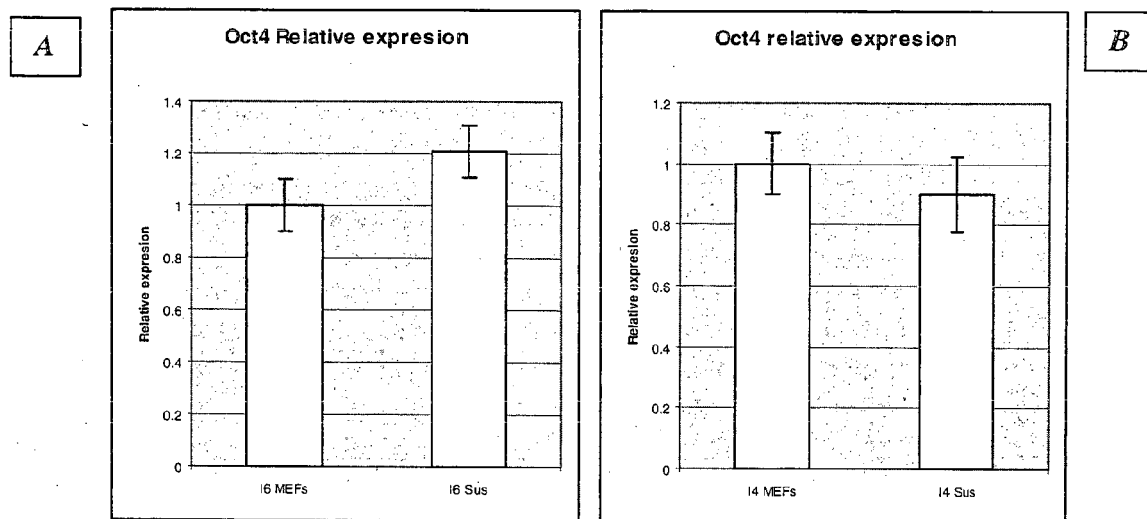 A
Oct4 Relative expresion
Relative expresion
1.4
1.2
1
0.8
0.6
0.4
0.2
0
I6 MEFs
I6 Sus
Oct4 relative expresion
B
Relative expresion
1.2
1
0.8
0.6
0.4
0.2
0
I4 MEFs
I4 Sus